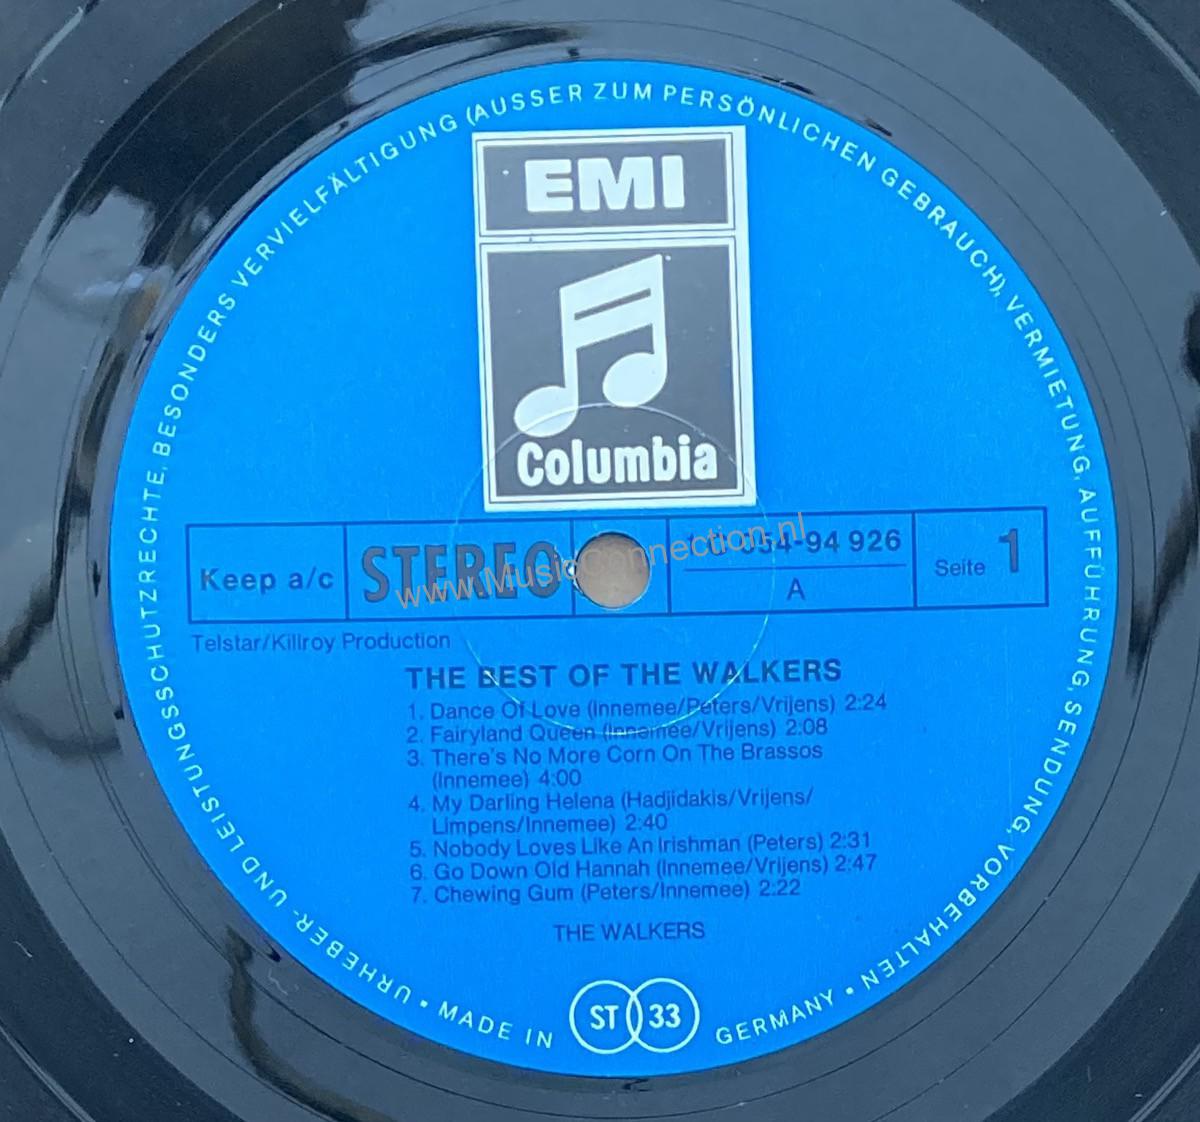 URHEBER- UND LEISTUNGSSCHUTZRECHTE, BESONDERS VERVIELFÄLTIGUNG (AUSSER ZUM PERSÖNLICHEN GEBRAUCH), VERMIETUNG, AUFFÜHRUNG, SENDUNG, VORBEHALTEN •
EMI
Columbia
Keep a/c
STEREO
054-94 926
A
Seite 1
www.MusicConnection.nl
Telstar/Killroy Production
THE BEST OF THE WALKERS
1. Dance Of Love (Innemee/Peters/Vrijens) 2:24
2. Fairyland Queen (Innemee/Vrijens) 2:08
3. There's No More Corn On The Brassos
(Innemee) 4:00
4. My Darling Helena (Hadjidakis/Vrijens/
Limpens/Innemee) 2:40
5. Nobody Loves Like An Irishman (Peters) 2:31
6. Go Down Old Hannah (Innemee/Vrijens) 2:47
7. Chewing Gum (Peters/Innemee) 2:22
THE WALKERS
• MADE IN GERMANY
ST 33